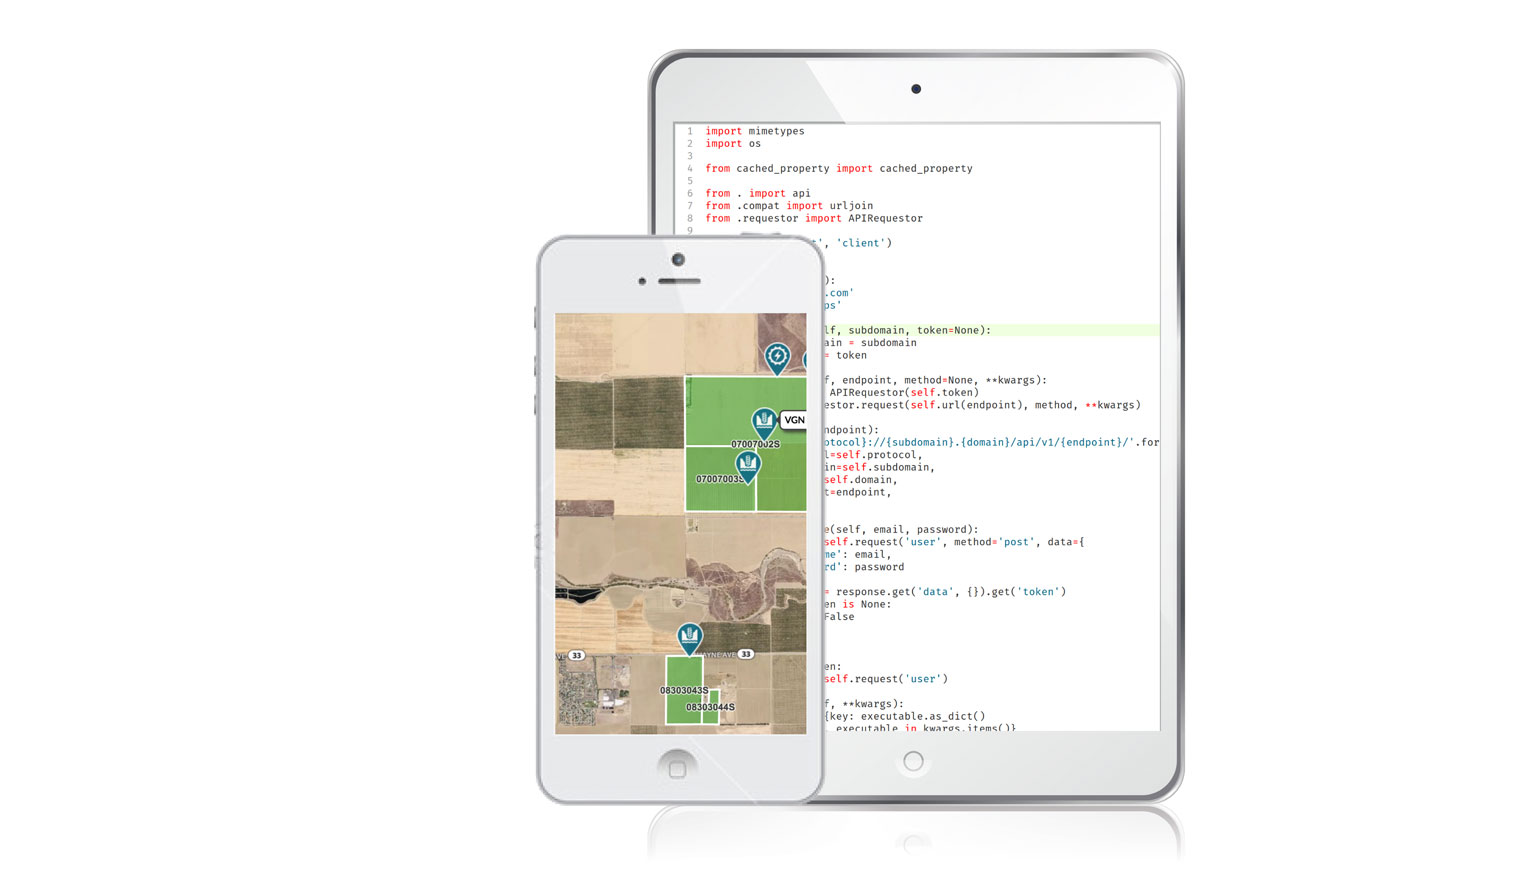 1 import mimetypes
2 import os
3
4 from cached_property import cached_property
5
6 from . import api
7 from .compat import urljoin
8 from .requestor import APIRequestor
9
', 'client')
):
.com'
ps'
lf, subdomain, token=None):
ain = subdomain
= token
f, endpoint, method=None, **kwargs):
APIRequestor(self.token)
estor.request(self.url(endpoint), method, **kwargs)
ndpoint):
otocol}://{subdomain}.{domain}/api/v1/{endpoint}/'.for
l=self.protocol,
in=self.subdomain,
self.domain,
t=endpoint,
e(self, email, password):
self.request('user', method='post', data={
me': email,
rd': password
= response.get('data', {}).get('token')
en is None:
False
en:
self.request('user')
f, **kwargs):
{key: executable.as_dict()
executable in kwargs.items()}
VGN
07007002S
07007003S
33
WAYNE AVE 33
08303043S
08303044S